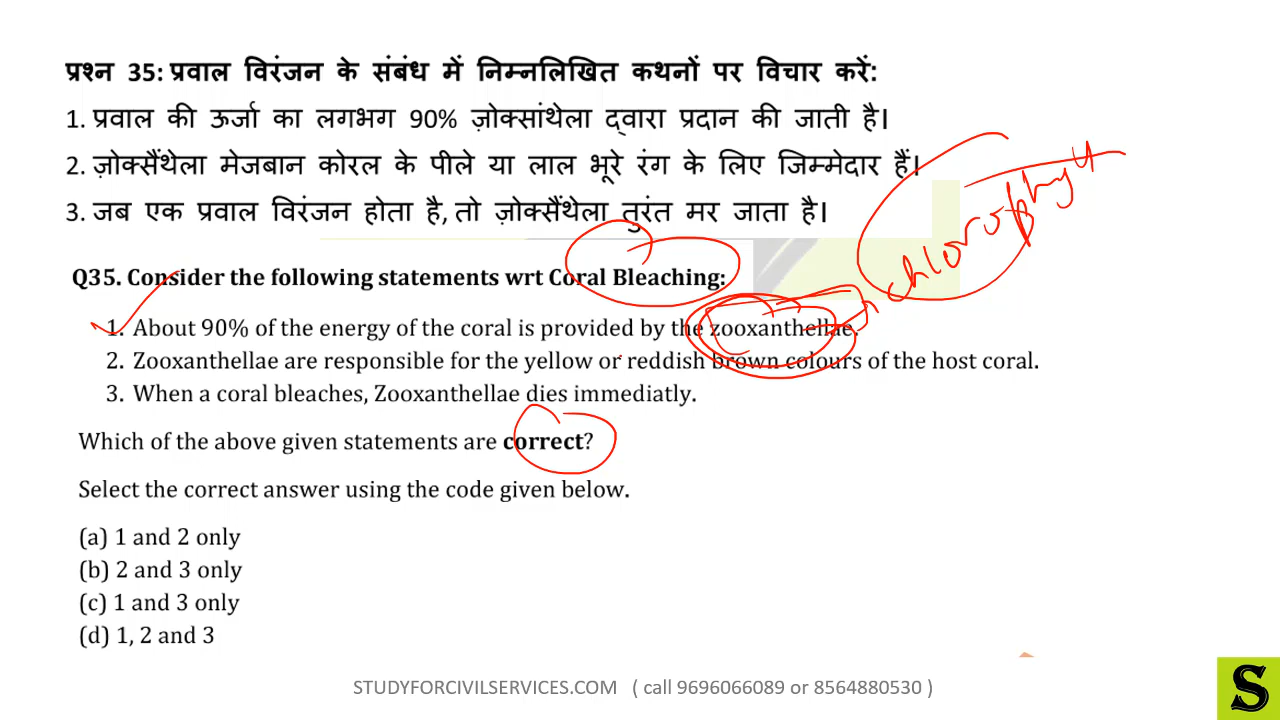 प्रश्न 35: प्रवाल विरंजन के संबंध में निम्नलिखित कथनों पर विचार करें:
1. प्रवाल की ऊर्जा का लगभग 90% ज़ोक्सांथेला द्वारा प्रदान की जाती है।
2. ज़ोक्सैंथेला मेजबान कोरल के पीले या लाल भूरे रंग के लिए जिम्मेदार हैं।
3. जब एक प्रवाल विरंजन होता है, तो ज़ोक्सैंथेला तुरंत मर जाता है।
Q35. Consider the following statements wrt Coral Bleaching:
1. About 90% of the energy of the coral is provided by the zooxanthellae.
2. Zooxanthellae are responsible for the yellow or reddish brown colours of the host coral.
3. When a coral bleaches, Zooxanthellae dies immediatly.
Which of the above given statements are correct?
Select the correct answer using the code given below.
(a) 1 and 2 only
(b) 2 and 3 only
(c) 1 and 3 only
(d) 1, 2 and 3
STUDYFORCIVILSERVICES.COM ( call 9696066089 or 8564880530 )
S